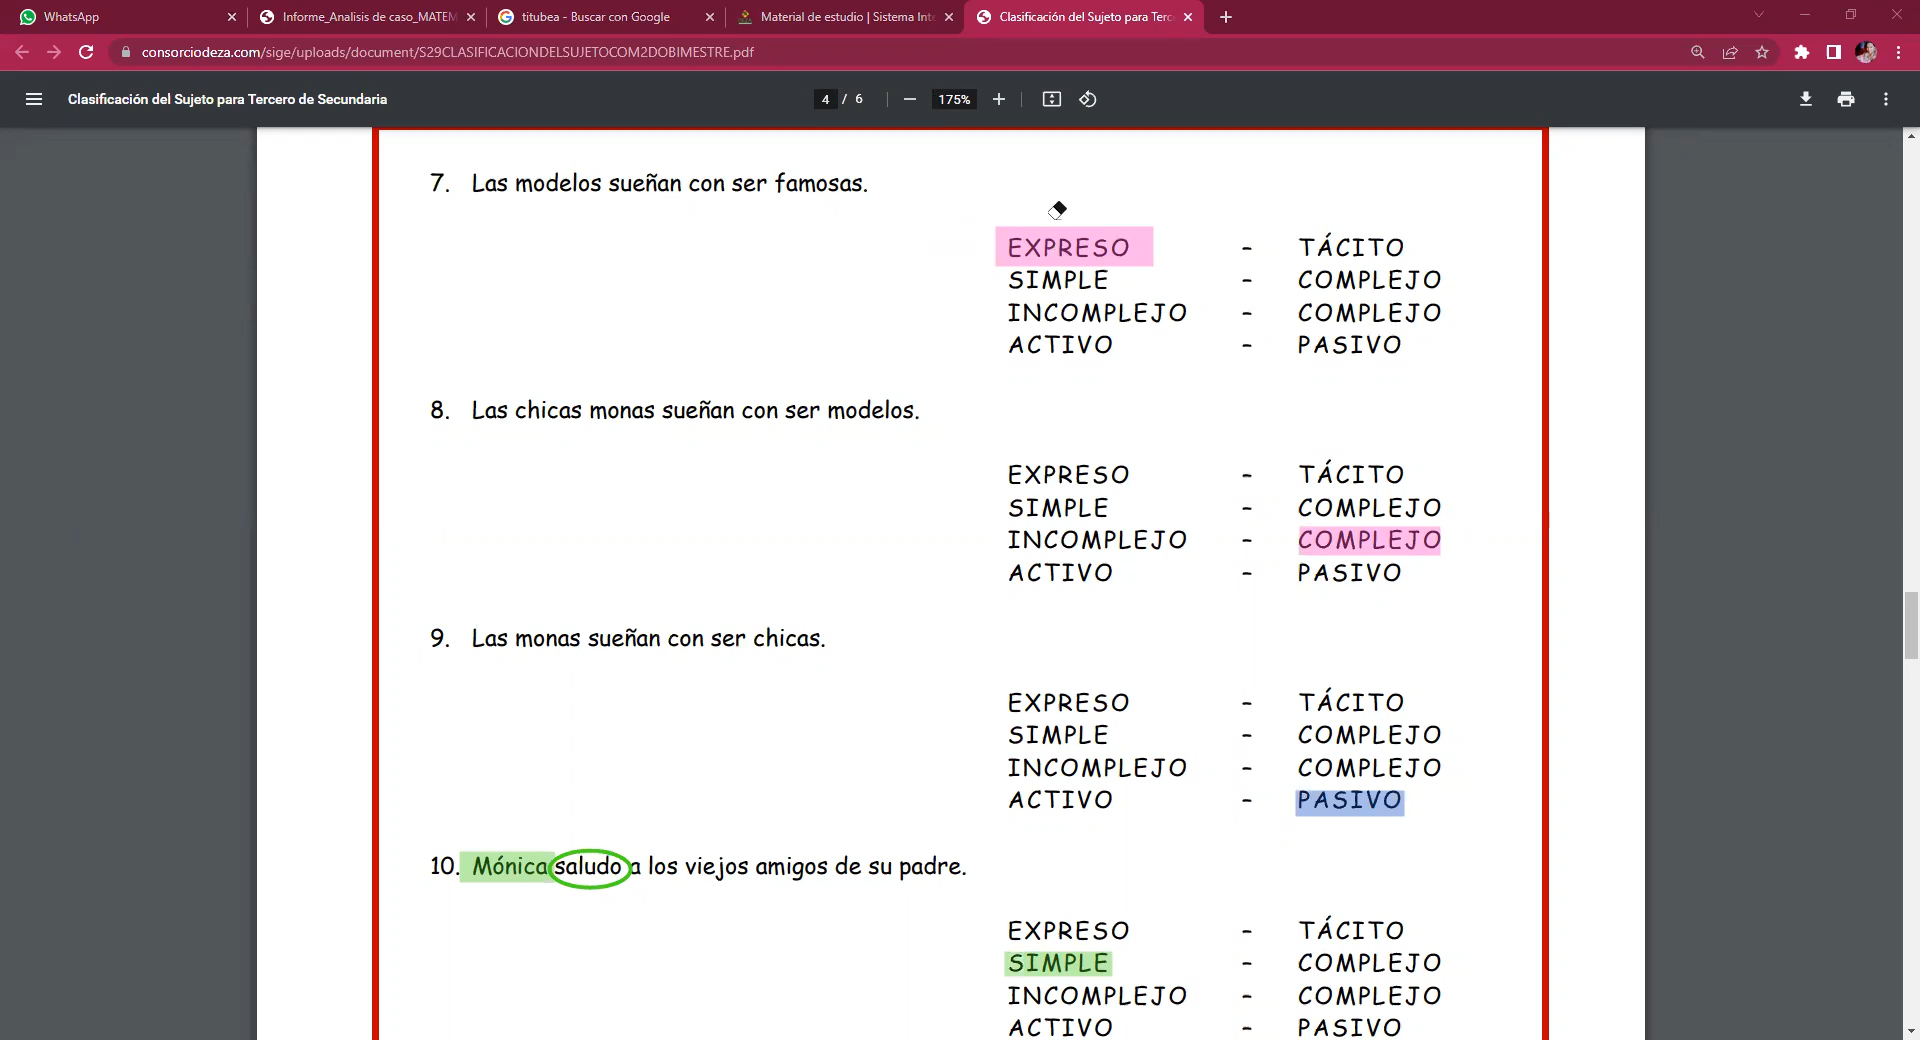 WhatsApp
Informe_Analisis de caso_MATEM
titubea - Buscar con Google
Material de estudio | Sistema Inte
Clasificación del Sujeto para Terce
consorciodeza.com/sige/uploads/document/S29CLASIFICACIONDELSUJETOCOM2DOBIMESTRE.pdf
Clasificación del Sujeto para Tercero de Secundaria
4 / 6
175%
7. Las modelos sueñan con ser famosas.
EXPRESO - TÁCITO
SIMPLE - COMPLEJO
INCOMPLEJO - COMPLEJO
ACTIVO - PASIVO
8. Las chicas monas sueñan con ser modelos.
EXPRESO - TÁCITO
SIMPLE - COMPLEJO
INCOMPLEJO - COMPLEJO
ACTIVO - PASIVO
9. Las monas sueñan con ser chicas.
EXPRESO - TÁCITO
SIMPLE - COMPLEJO
INCOMPLEJO - COMPLEJO
ACTIVO - PASIVO
10. Mónica saludo a los viejos amigos de su padre.
EXPRESO - TÁCITO
SIMPLE - COMPLEJO
INCOMPLEJO - COMPLEJO
ACTIVO - PASIVO